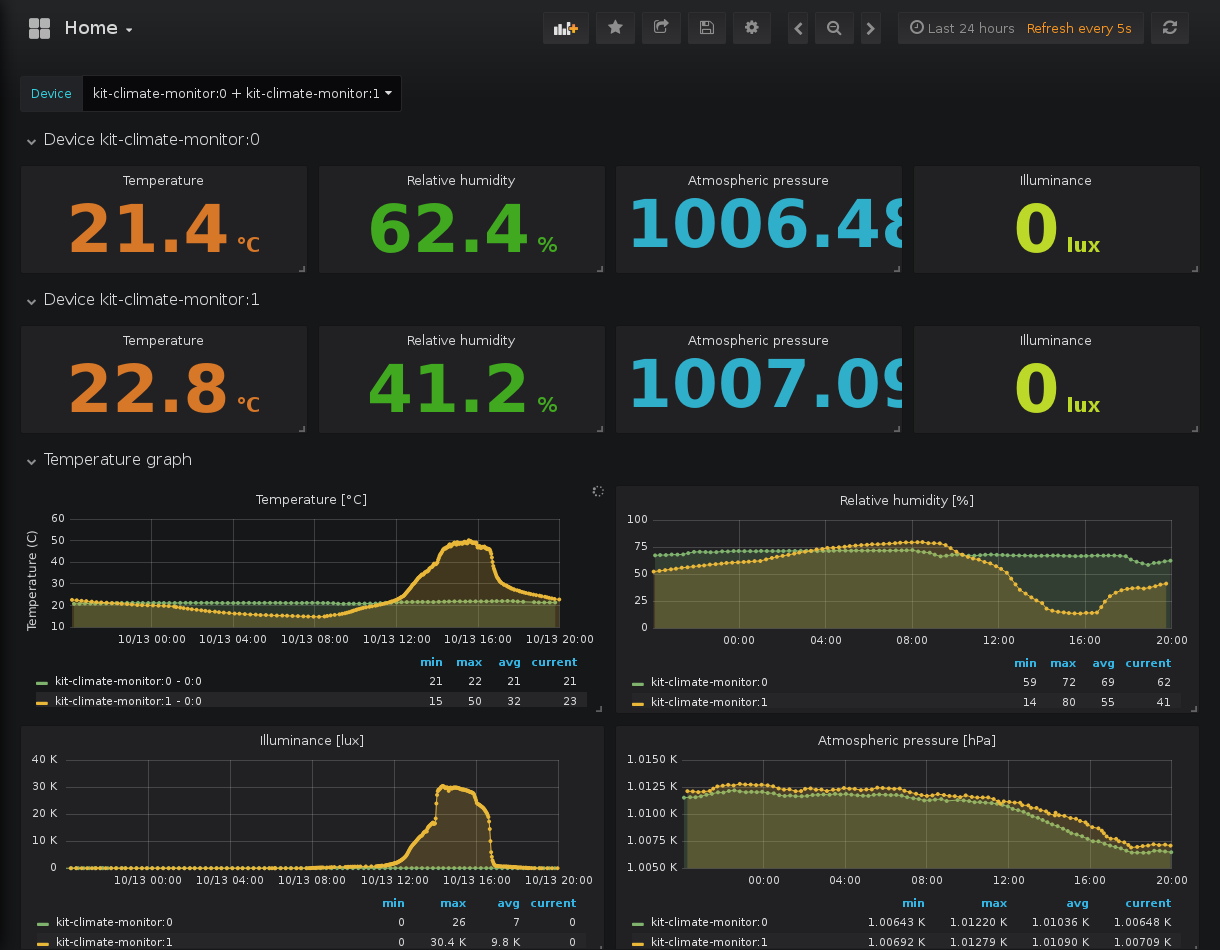 Home
Last 24 hours Refresh every 5s
Device kit-climate-monitor:0 + kit-climate-monitor:1
Device kit-climate-monitor:0
Temperature Relative humidity Atmospheric pressure Illuminance
21.4 °C 62.4 % 1006.48 0 lux
Device kit-climate-monitor:1
Temperature Relative humidity Atmospheric pressure Illuminance
22.8 °C 41.2 % 1007.09 0 lux
Temperature graph
Temperature [°C]
Temperature (C)
60
50
40
30
20
10
10/13 00:00 10/13 04:00 10/13 08:00 10/13 12:00 10/13 16:00 10/13 20:00
min max avg current
kit-climate-monitor:0 - 0:0 21 22 21 21
kit-climate-monitor:1 - 0:0 15 50 32 23
Relative humidity [%]
100
75
50
25
0
00:00 04:00 08:00 12:00 16:00 20:00
min max avg current
kit-climate-monitor:0 59 72 69 62
kit-climate-monitor:1 14 80 55 41
Illuminance [lux]
40 K
30 K
20 K
10 K
0
10/13 00:00 10/13 04:00 10/13 08:00 10/13 12:00 10/13 16:00 10/13 20:00
min max avg current
kit-climate-monitor:0 0 26 7 0
kit-climate-monitor:1 0 30.4 K 9.8 K 0
Atmospheric pressure [hPa]
1.0150 K
1.0125 K
1.0100 K
1.0075 K
1.0050 K
00:00 04:00 08:00 12:00 16:00 20:00
min max avg current
kit-climate-monitor:0 1.00643 K 1.01220 K 1.01036 K 1.00648 K
kit-climate-monitor:1 1.00692 K 1.01279 K 1.01090 K 1.00709 K